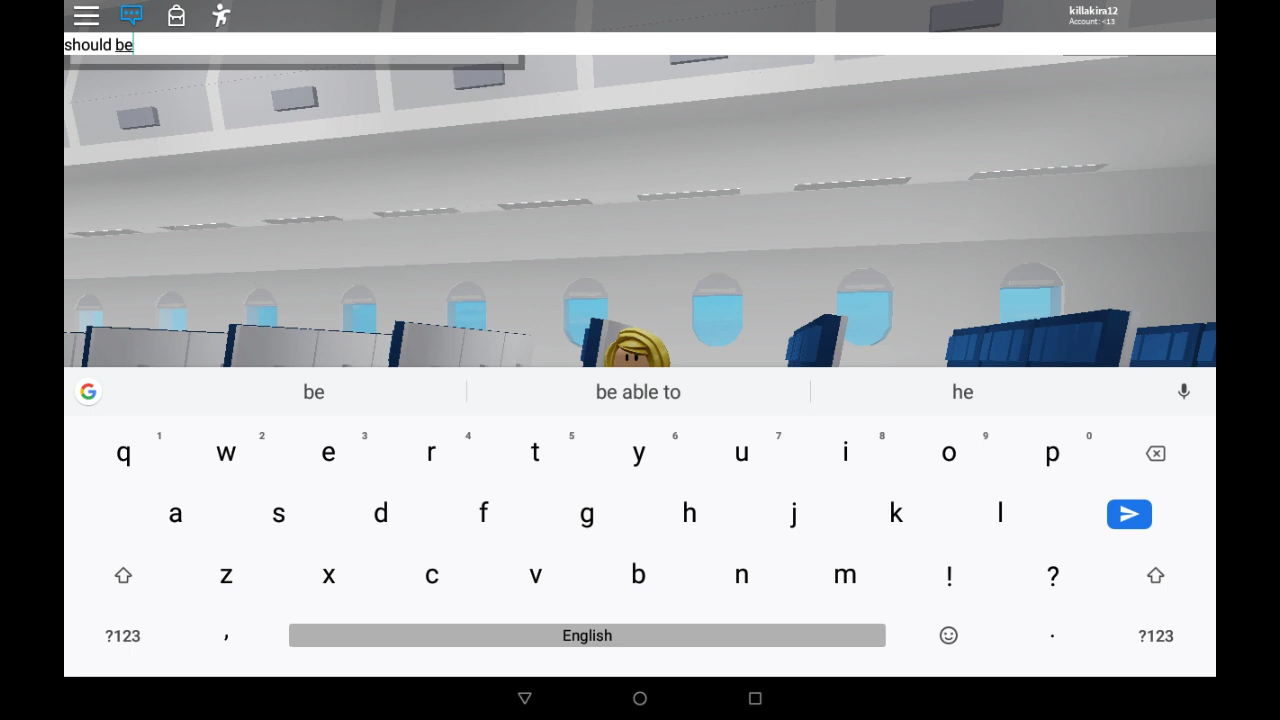 killakira12
Account: <13
should be
be be able to he
1 2 3 4 5 6 7 8 9 0
q w e r t y u i o p
a s d f g h j k l
z x c v b n m ! ?
?123 , English . ?123